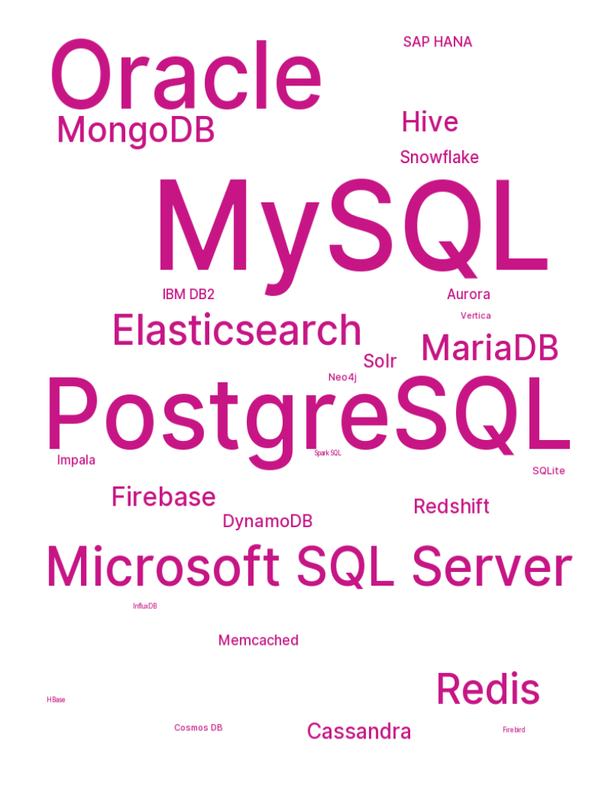 Oracle
SAP HANA
MongoDB
Hive
Snowflake
MySQL
IBM DB2
Aurora
Vertica
Elasticsearch
MariaDB
Solr
Neo4j
PostgreSQL
Spark SQL
Impala
SQLite
Firebase
Redshift
DynamoDB
Microsoft SQL Server
InfluxDB
Memcached
Redis
HBase
Cosmos DB
Cassandra
Firebird